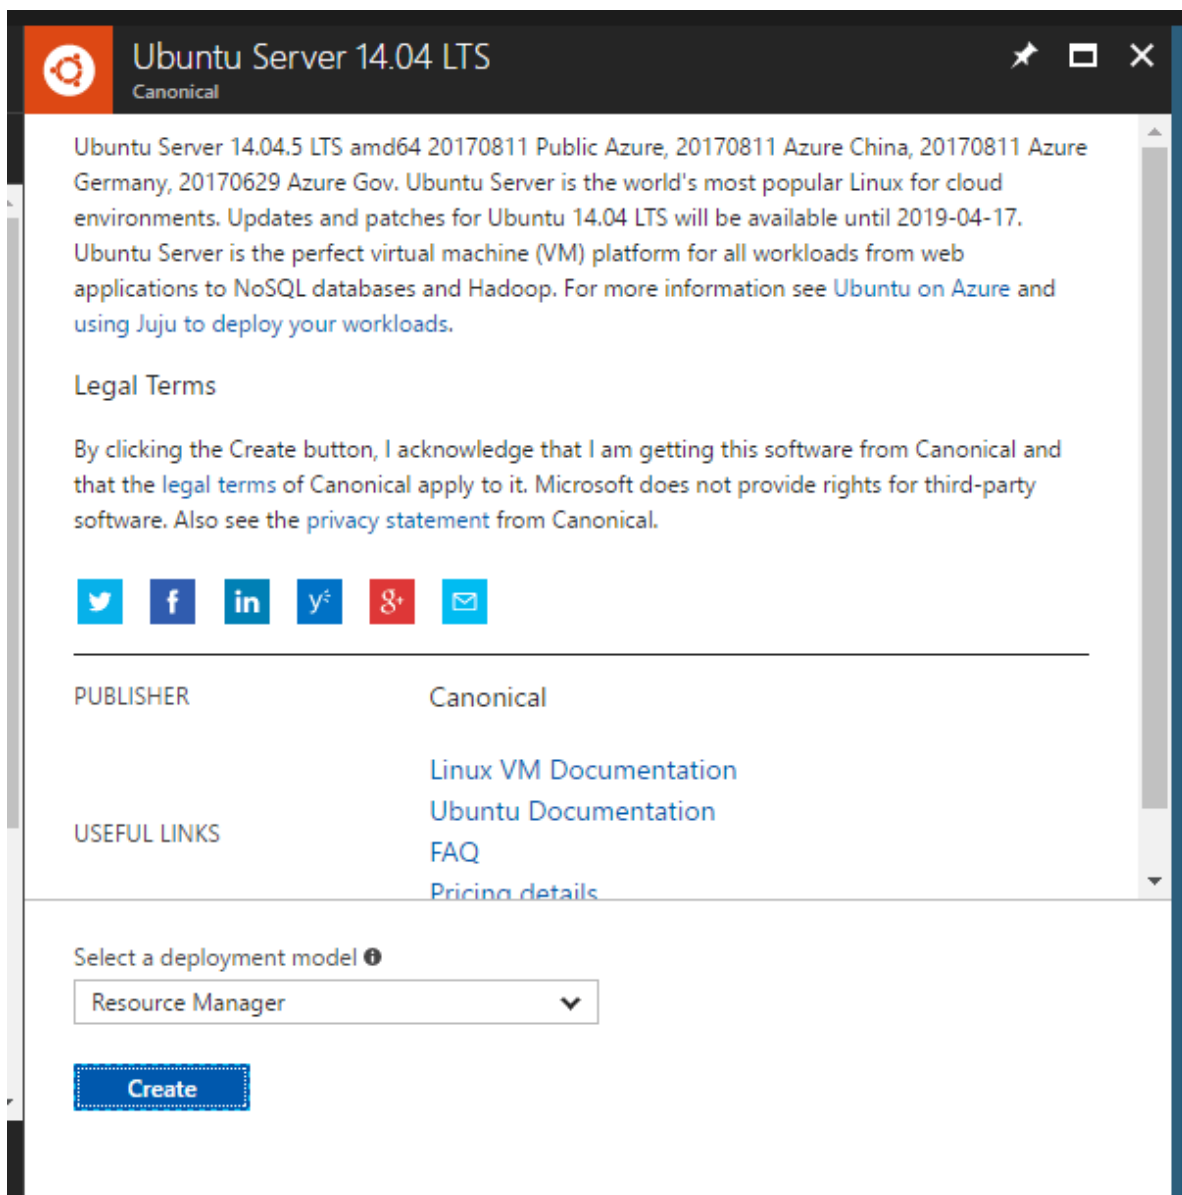 Ubuntu Server 14.04 LTS
Canonical
Ubuntu Server 14.04.5 LTS amd64 20170811 Public Azure, 20170811 Azure China, 20170811 Azure
Germany, 20170629 Azure Gov. Ubuntu Server is the world's most popular Linux for cloud
environments. Updates and patches for Ubuntu 14.04 LTS will be available until 2019-04-17.
Ubuntu Server is the perfect virtual machine (VM) platform for all workloads from web
applications to NoSQL databases and Hadoop. For more information see Ubuntu on Azure and
using Juju to deploy your workloads.
Legal Terms
By clicking the Create button, I acknowledge that I am getting this software from Canonical and
that the legal terms of Canonical apply to it. Microsoft does not provide rights for third-party
software. Also see the privacy statement from Canonical.
f in y g+
PUBLISHER Canonical
Linux VM Documentation
Ubuntu Documentation
USEFUL LINKS
FAQ
Pricing details
Select a deployment model
Resource Manager
Create